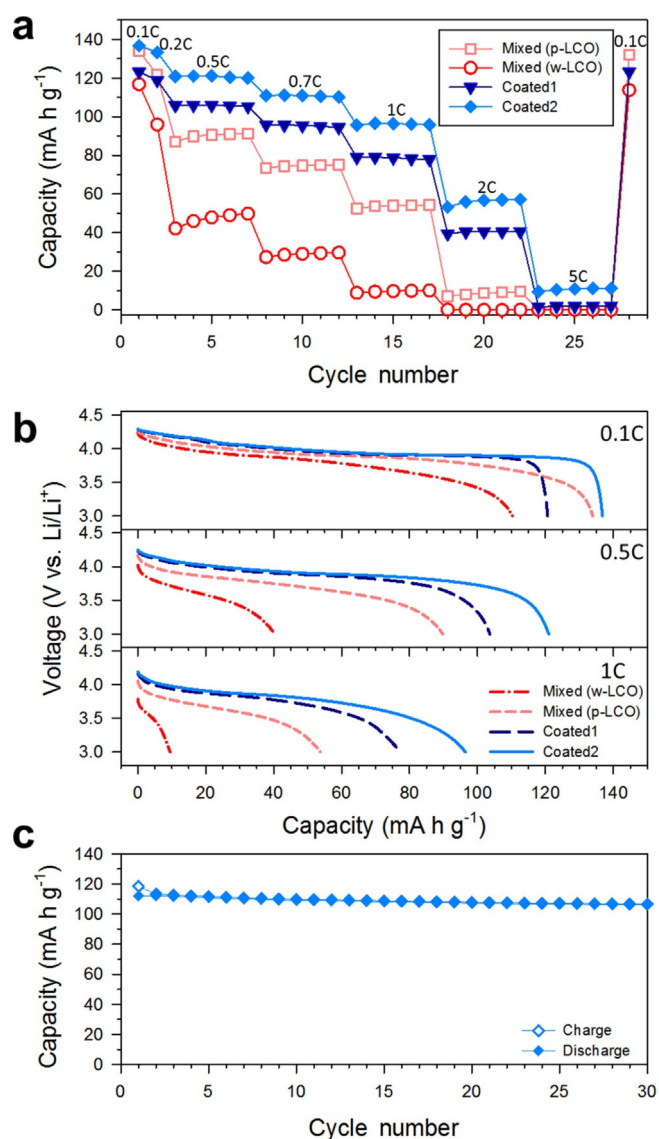 a
140
120
100
80
60
40
20
0
Capacity (mA h g⁻¹)
0.1C
0.2C
0.5C
0.7C
1C
2C
5C
0.1C
Mixed (p-LCO)
Mixed (w-LCO)
Coated1
Coated2
0 5 10 15 20 25
Cycle number
b
4.5
4.0
3.5
3.0
4.5
4.0
3.5
3.0
4.5
4.0
3.5
3.0
Voltage (V vs. Li/Li⁺)
0.1C
0.5C
1C
Mixed (w-LCO)
Mixed (p-LCO)
Coated1
Coated2
0 20 40 60 80 100 120 140
Capacity (mA h g⁻¹)
c
140
120
100
80
60
40
20
0
Capacity (mA h g⁻¹)
Charge
Discharge
0 5 10 15 20 25 30
Cycle number